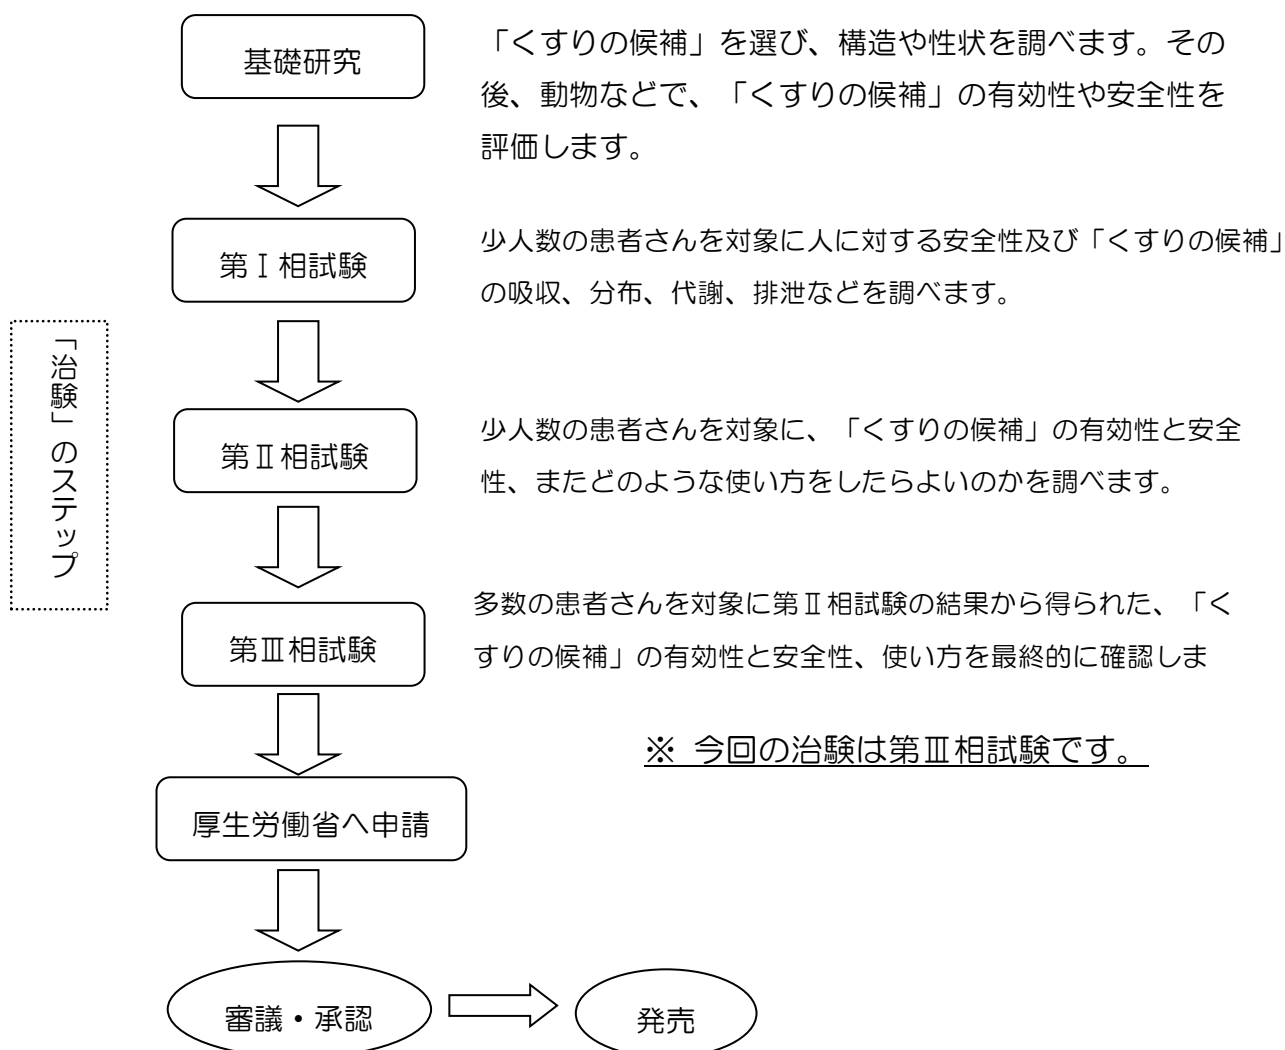 基礎研究
「くすりの候補」を選び、構造や性状を調べます。その
後、動物などで、「くすりの候補」の有効性や安全性を
評価します。
第Ⅰ相試験
少人数の患者さんを対象に人に対する安全性及び「くすりの候補」
の吸収、分布、代謝、排泄などを調べます。
「治験」のステップ
第Ⅱ相試験
少人数の患者さんを対象に、「くすりの候補」の有効性と安全
性、またどのような使い方をしたらよいのかを調べます。
第Ⅲ相試験
多数の患者さんを対象に第Ⅱ相試験の結果から得られた、「く
すりの候補」の有効性と安全性、使い方を最終的に確認しま
※ 今回の治験は第Ⅲ相試験です。
厚生労働省へ申請
審議・承認
発売